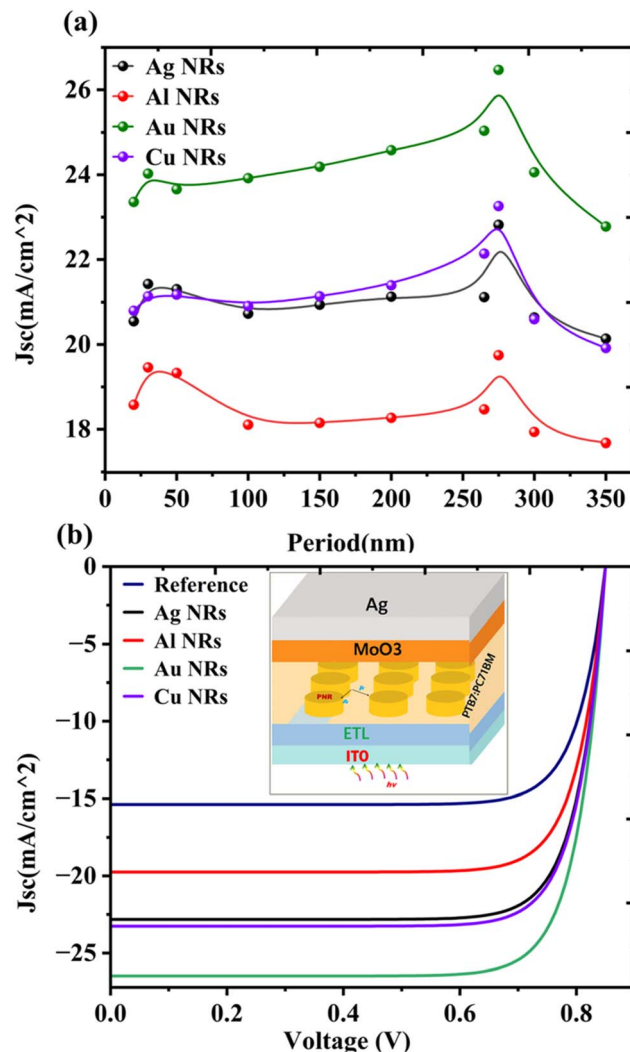 (a)
Ag NRs
Al NRs
Au NRs
Cu NRs
26
24
22
20
18
Jsc(mA/cm^2)
0 50 100 150 200 250 300 350
Period(nm)
(b)
Reference
Ag NRs
Al NRs
Au NRs
Cu NRs
Ag
MoO3
PNR
PTB7:PC71BM
ETL
ITO
hv
0
−5
−10
−15
−20
−25
Jsc(mA/cm^2)
0.0 0.2 0.4 0.6 0.8
Voltage (V)